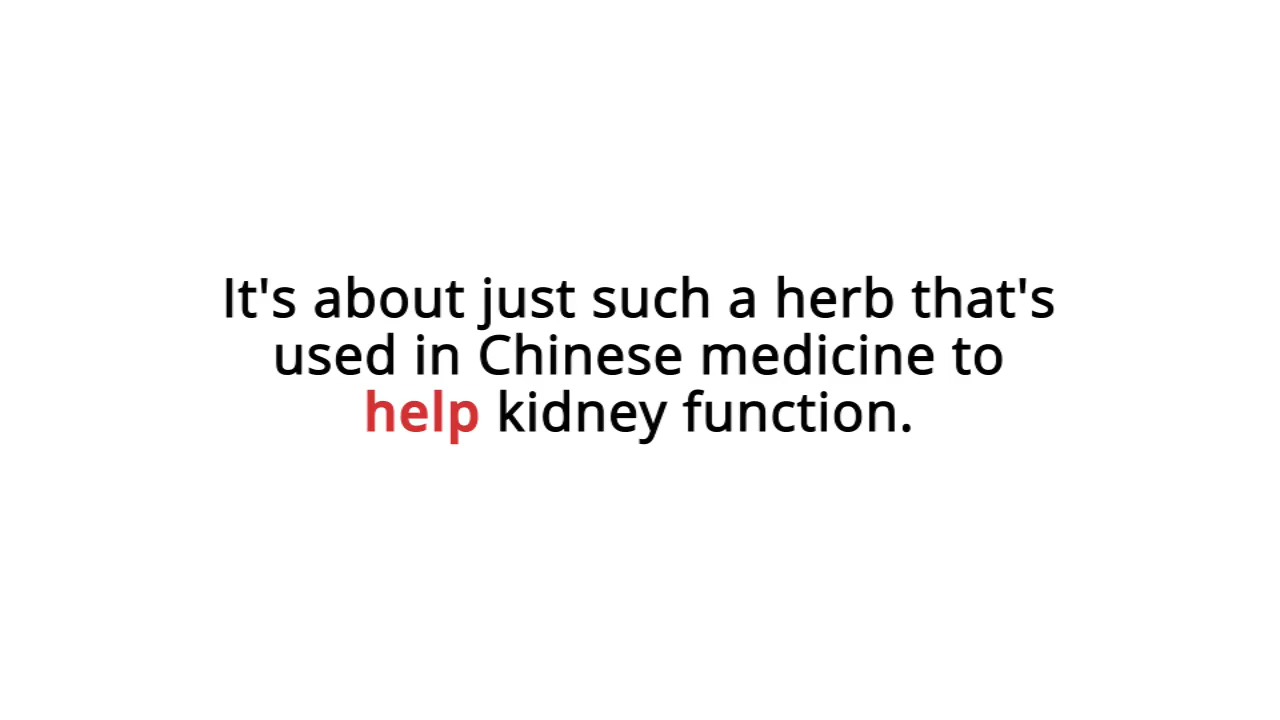 It's about just such a herb that's
used in Chinese medicine to
help kidney function.